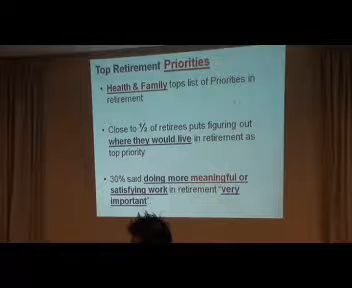 Top Retirement Priorities
• Health & Family tops list of Priorities in
retirement
• Close to ½ of retirees puts figuring out
where they would live in retirement as
top priority
• 30% said doing more meaningful or
satisfying work in retirement "very
important".